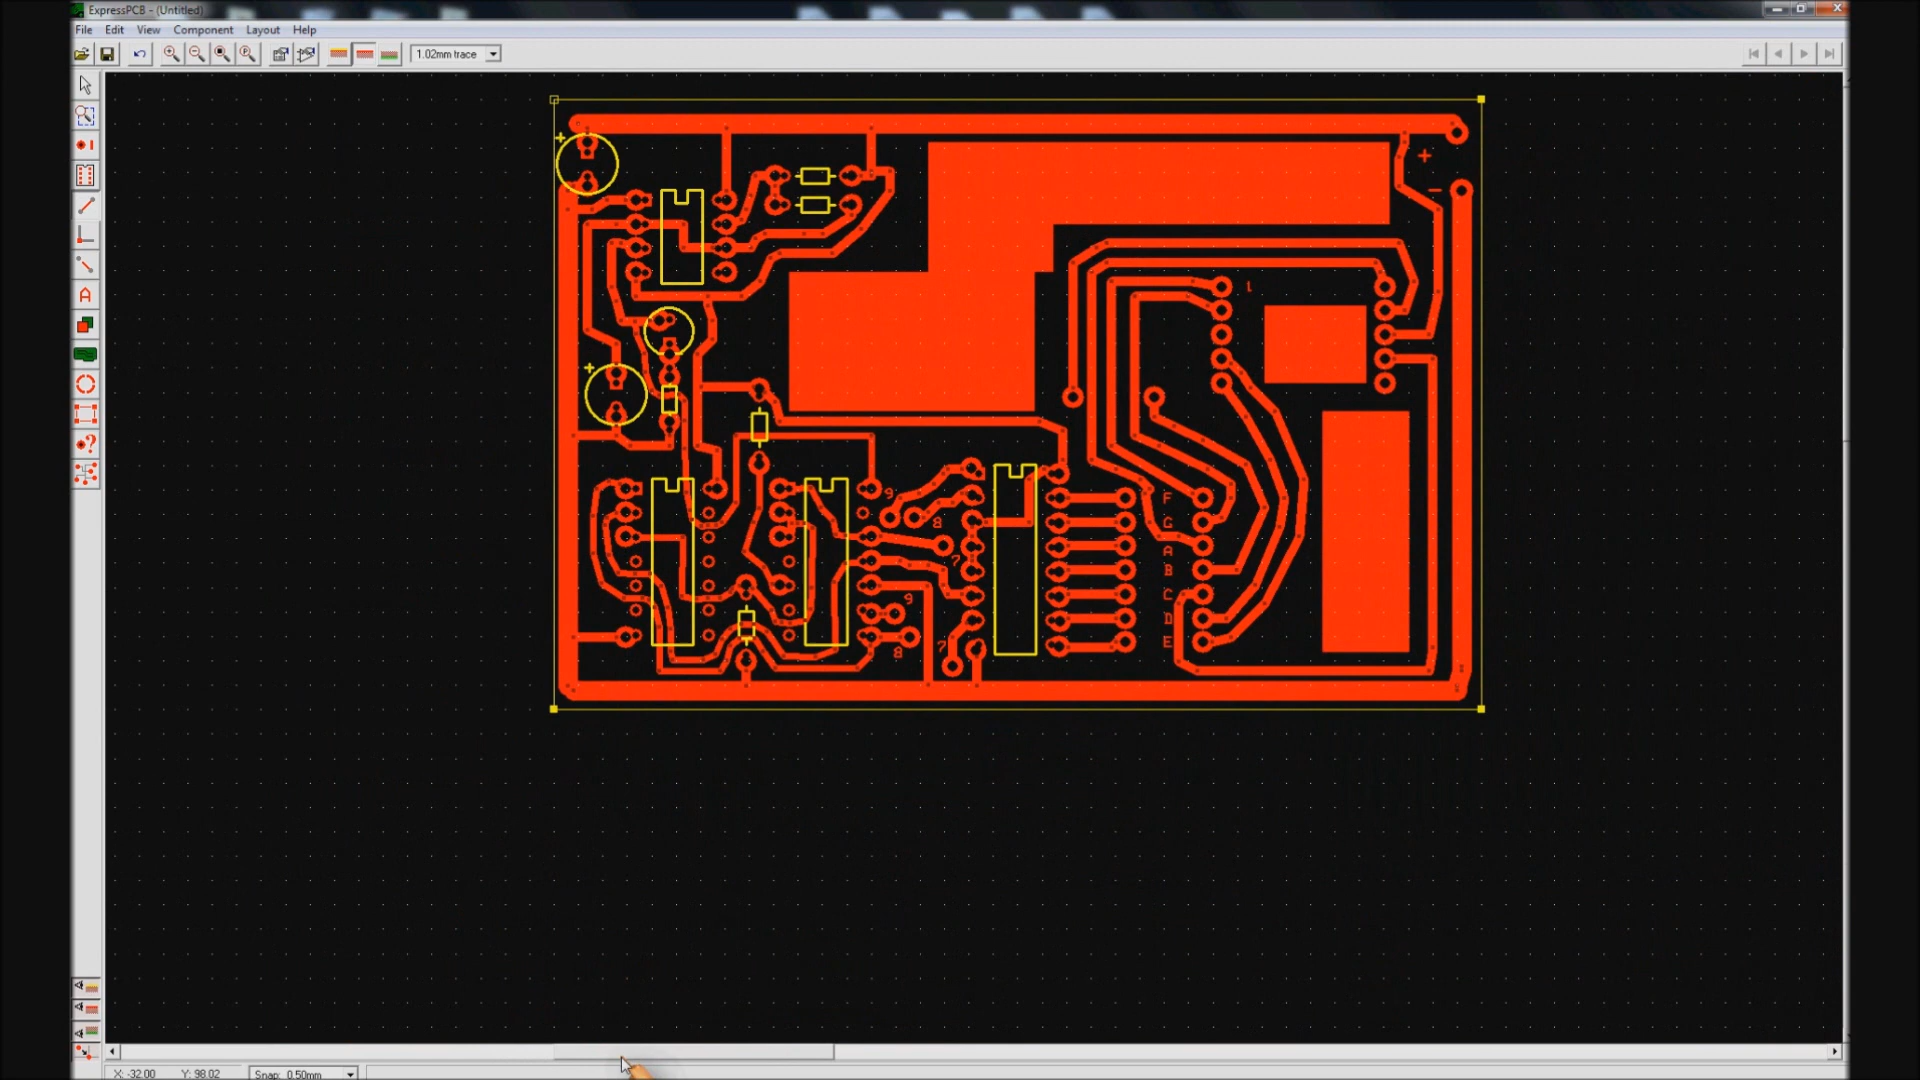 ExpressPCB - (Untitled)
File Edit View Component Layout Help
1.02mm trace
+
+
−
1
+
9
8
7
9
8
7
F
G
A
B
C
D
E
X: -32.00 Y: 98.02 Snap: 0.50mm